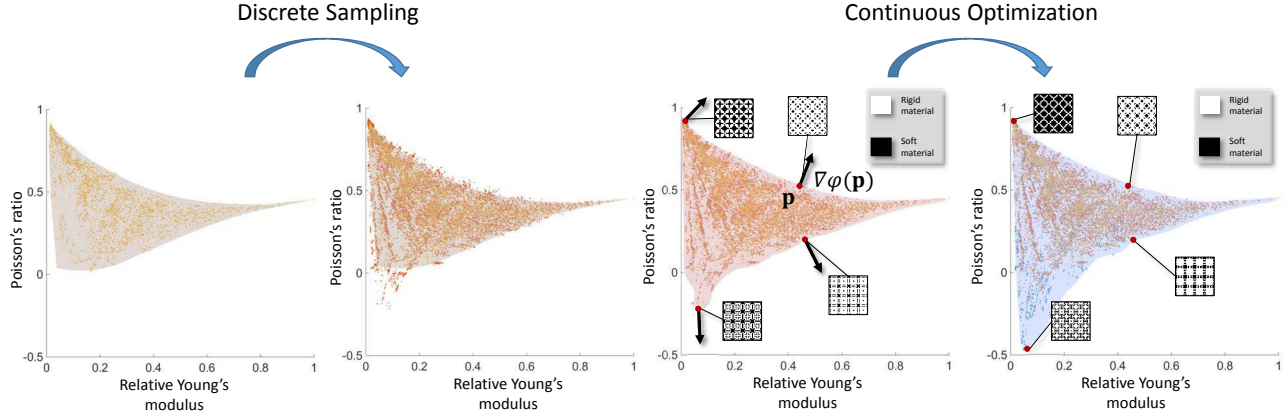 Discrete Sampling
Continuous Optimization
1
0.5
0
-0.5
0
0.2
0.4
0.6
0.8
1
Poisson's ratio
Relative Young's
modulus
1
0.5
0
-0.5
0
0.2
0.4
0.6
0.8
1
Poisson's ratio
Relative Young's
modulus
1
0.5
0
-0.5
0
0.2
0.4
0.6
0.8
1
Poisson's ratio
Relative Young's
modulus
Rigid
material
Soft
material
∇φ(p)
p
1
0.5
0
-0.5
0
0.2
0.4
0.6
0.8
1
Poisson's ratio
Relative Young's
modulus
Rigid
material
Soft
material